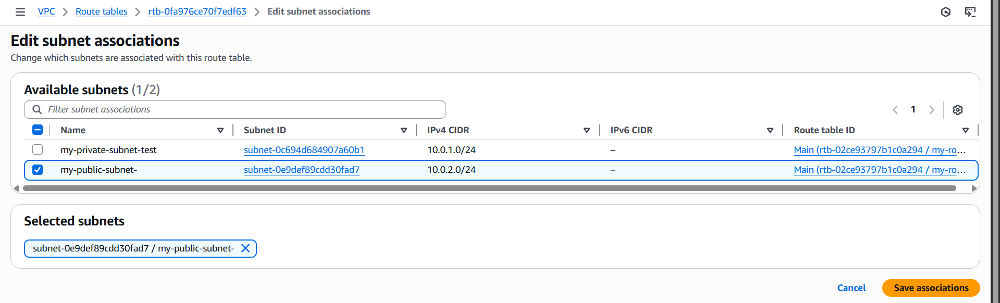 VPC > Route tables > rtb-0fa976ce70f7edf63 > Edit subnet associations
Edit subnet associations
Change which subnets are associated with this route table.
Available subnets (1/2)
Filter subnet associations
1
Name Subnet ID IPv4 CIDR IPv6 CIDR Route table ID
my-private-subnet-test subnet-0c694d684907a60b1 10.0.1.0/24 – Main (rtb-02ce93797b1c0a294 / my-ro...
my-public-subnet- subnet-0e9def89cdd30fad7 10.0.2.0/24 – Main (rtb-02ce93797b1c0a294 / my-ro...
Selected subnets
subnet-0e9def89cdd30fad7 / my-public-subnet-
Cancel Save associations